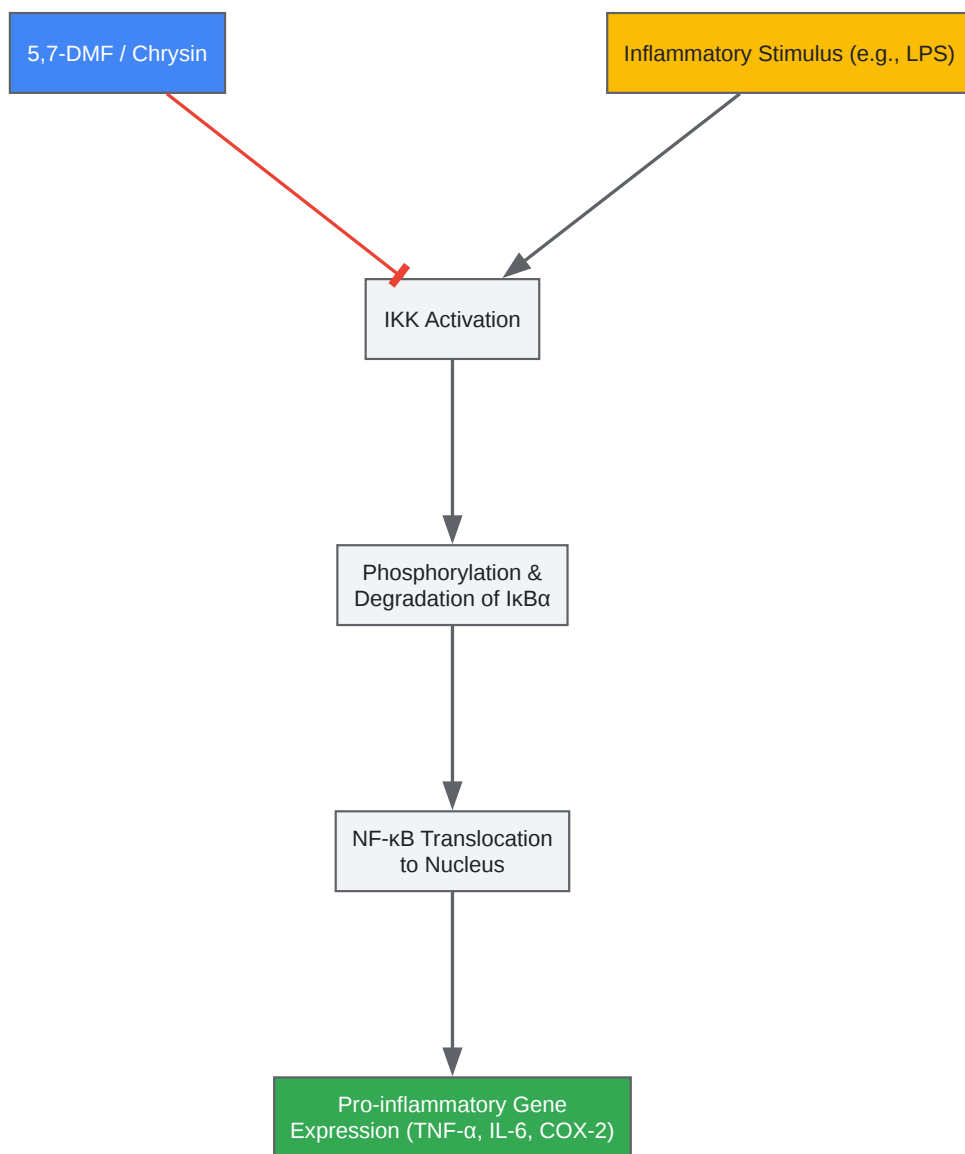 5,7-DMF / Chrysin
Inflammatory Stimulus (e.g., LPS)
IKK Activation
Phosphorylation &
Degradation of IκBα
NF-κB Translocation
to Nucleus
Pro-inflammatory Gene
Expression (TNF-α, IL-6, COX-2)